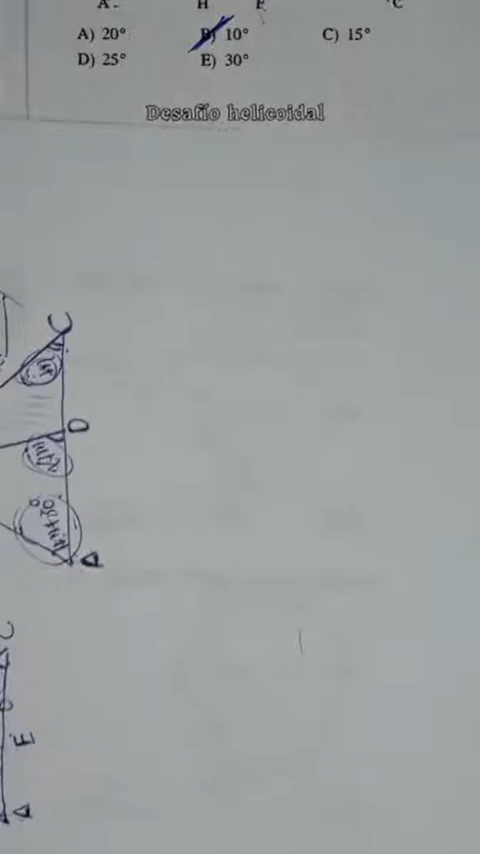 H F C
A) 20° B) 10° C) 15°
D) 25° E) 30°
Desafío helicoidal
C
D
A
C
E
A